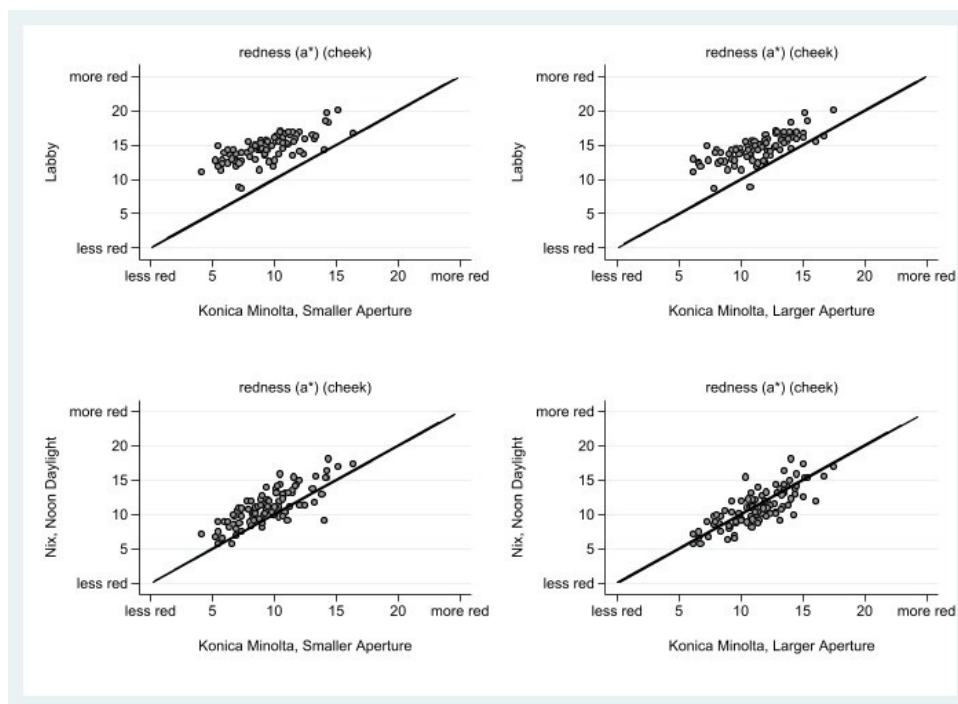 redness (a*) (cheek)
more red
20
15
10
5
less red
Labby
less red 5 10 15 20 more red
Konica Minolta, Smaller Aperture
redness (a*) (cheek)
more red
20
15
10
5
less red
Labby
less red 5 10 15 20 more red
Konica Minolta, Larger Aperture
redness (a*) (cheek)
more red
20
15
10
5
less red
Nix, Noon Daylight
less red 5 10 15 20 more red
Konica Minolta, Smaller Aperture
redness (a*) (cheek)
more red
20
15
10
5
less red
Nix, Noon Daylight
less red 5 10 15 20 more red
Konica Minolta, Larger Aperture